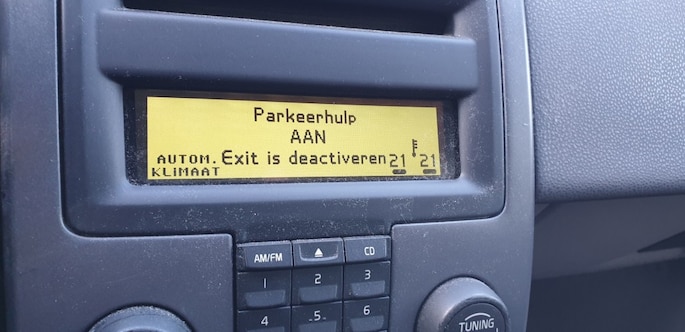 Parkeerhulp
AAN
AUTOM. Exit is deactiveren 21 21
KLIMAAT
AM/FM CD
1 2 3
4 -5- 6
TUNING